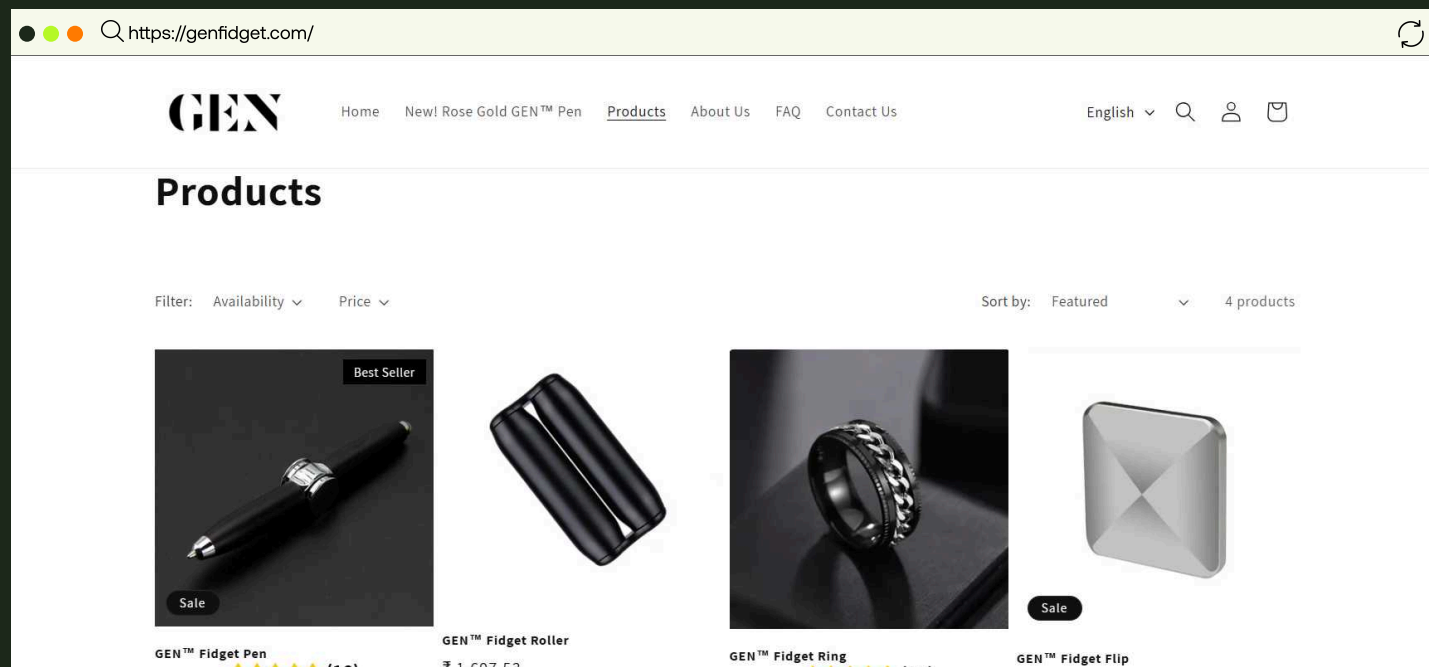 https://genfidget.com/
GEN
Home New! Rose Gold GEN™ Pen Products About Us FAQ Contact Us
English
Products
Filter: Availability Price
Sort by: Featured 4 products
Best Seller
Sale
Sale
GEN™ Fidget Pen
GEN™ Fidget Roller
GEN™ Fidget Ring
GEN™ Fidget Flip